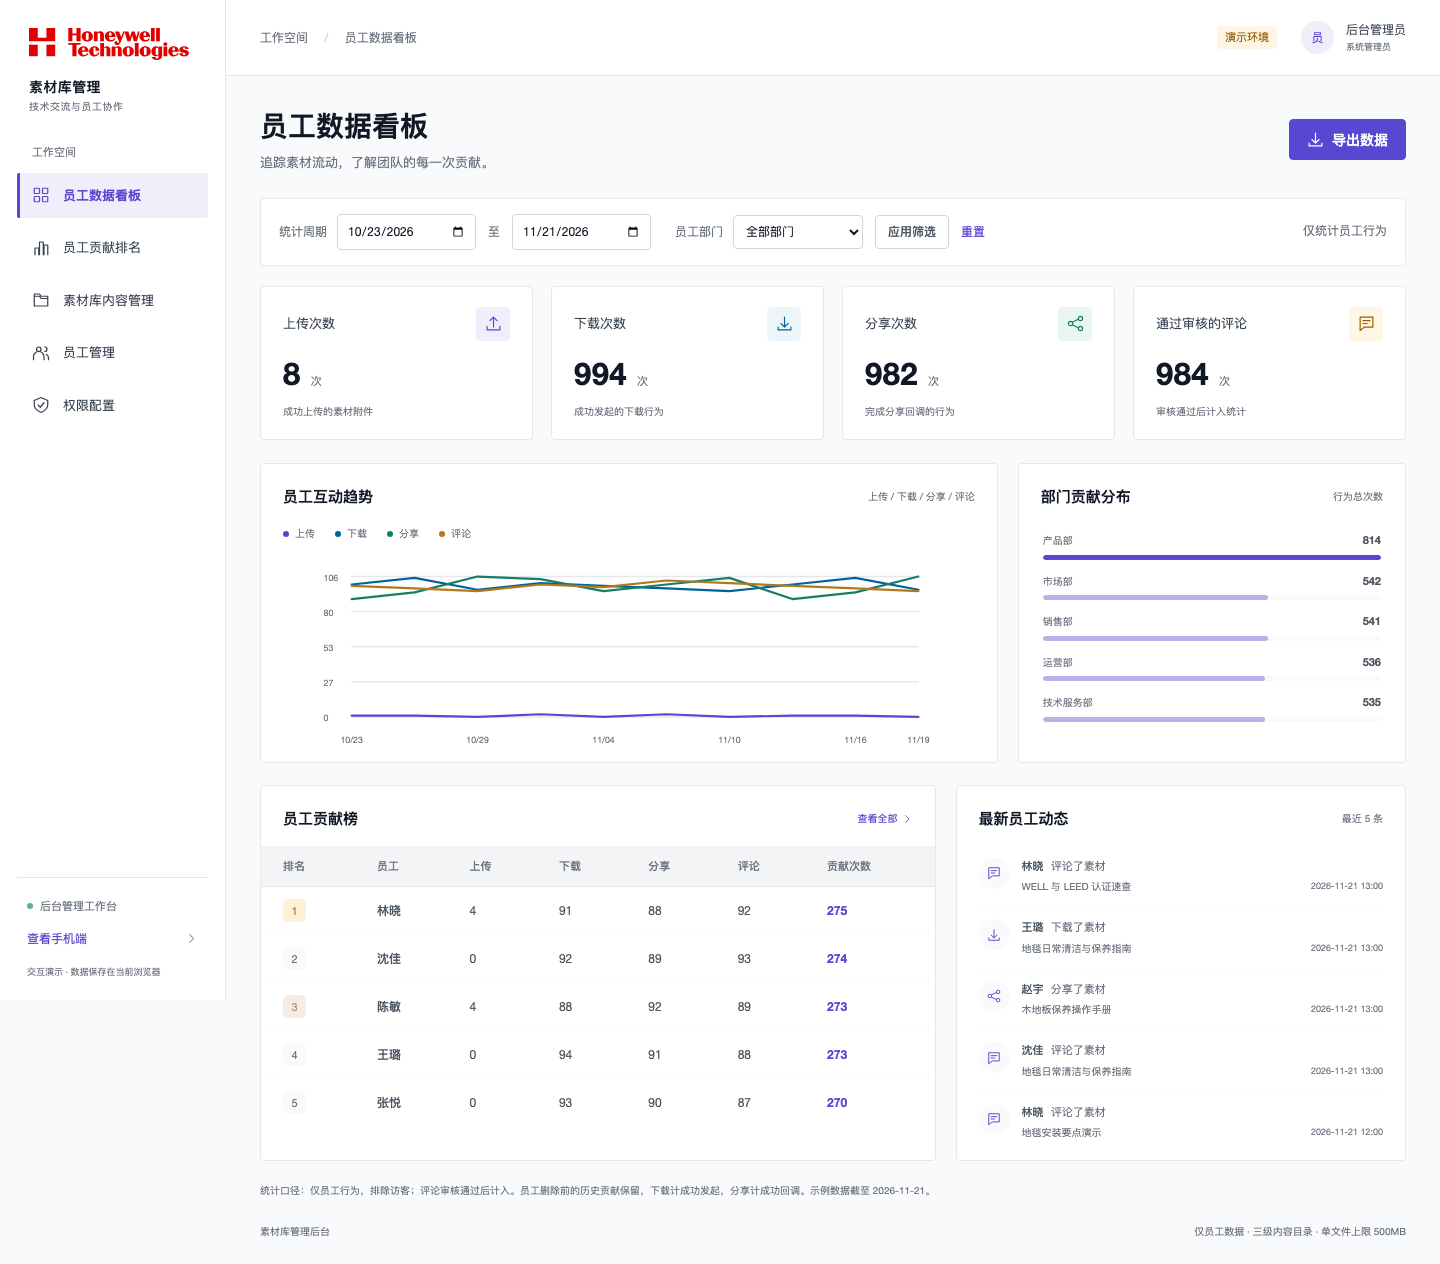 Honeywell
Technologies
素材库管理
技术交流与员工协作
工作空间
员工数据看板
员工贡献排名
素材库内容管理
员工管理
权限配置
后台管理工作台
查看手机端
交互演示 · 数据保存在当前浏览器
工作空间 / 员工数据看板
演示环境
员
后台管理员
系统管理员
员工数据看板
追踪素材流动，了解团队的每一次贡献。
导出数据
统计周期 10/23/2026 至 11/21/2026 员工部门 全部部门 应用筛选 重置 仅统计员工行为
上传次数
8 次
成功上传的素材附件
下载次数
994 次
成功发起的下载行为
分享次数
982 次
完成分享回调的行为
通过审核的评论
984 次
审核通过后计入统计
员工互动趋势 上传 / 下载 / 分享 / 评论
上传 下载 分享 评论
106
80
53
27
0
10/23 10/29 11/04 11/10 11/16 11/19
部门贡献分布 行为总次数
产品部 814
市场部 542
销售部 541
运营部 536
技术服务部 535
员工贡献榜 查看全部
排名 员工 上传 下载 分享 评论 贡献次数
1 林晓 4 91 88 92 275
2 沈佳 0 92 89 93 274
3 陈敏 4 88 92 89 273
4 王璐 0 94 91 88 273
5 张悦 0 93 90 87 270
最新员工动态 最近 5 条
林晓 评论了素材
WELL 与 LEED 认证速查 2026-11-21 13:00
王璐 下载了素材
地毯日常清洁与保养指南 2026-11-21 13:00
赵宇 分享了素材
木地板保养操作手册 2026-11-21 13:00
沈佳 评论了素材
地毯日常清洁与保养指南 2026-11-21 13:00
林晓 评论了素材
地毯安装要点演示 2026-11-21 12:00
统计口径：仅员工行为，排除访客；评论审核通过后计入。员工删除前的历史贡献保留，下载计成功发起，分享计成功回调。示例数据截至 2026-11-21。
素材库管理后台 仅员工数据 · 三级内容目录 · 单文件上限 500MB